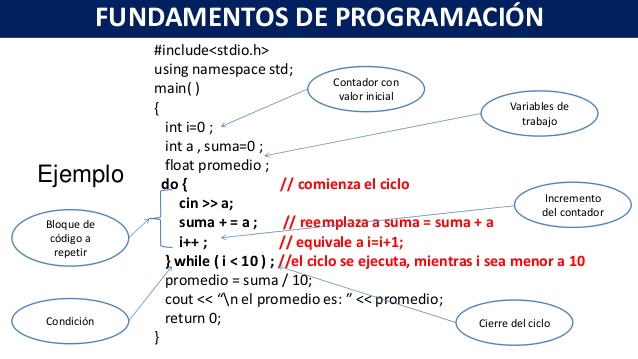 FUNDAMENTOS DE PROGRAMACIÓN
#include<stdio.h>
using namespace std;
main( )
{
int i=0 ;
int a , suma=0 ;
float promedio ;
do { // comienza el ciclo
cin >> a;
suma + = a ; // reemplaza a suma = suma + a
i++ ; // equivale a i=i+1;
} while ( i < 10 ) ; //el ciclo se ejecuta, mientras i sea menor a 10
promedio = suma / 10;
cout << “\n el promedio es: ” << promedio;
return 0;
}
Ejemplo
Contador con
valor inicial
Variables de
trabajo
Incremento
del contador
Bloque de
código a
repetir
Condición
Cierre del ciclo